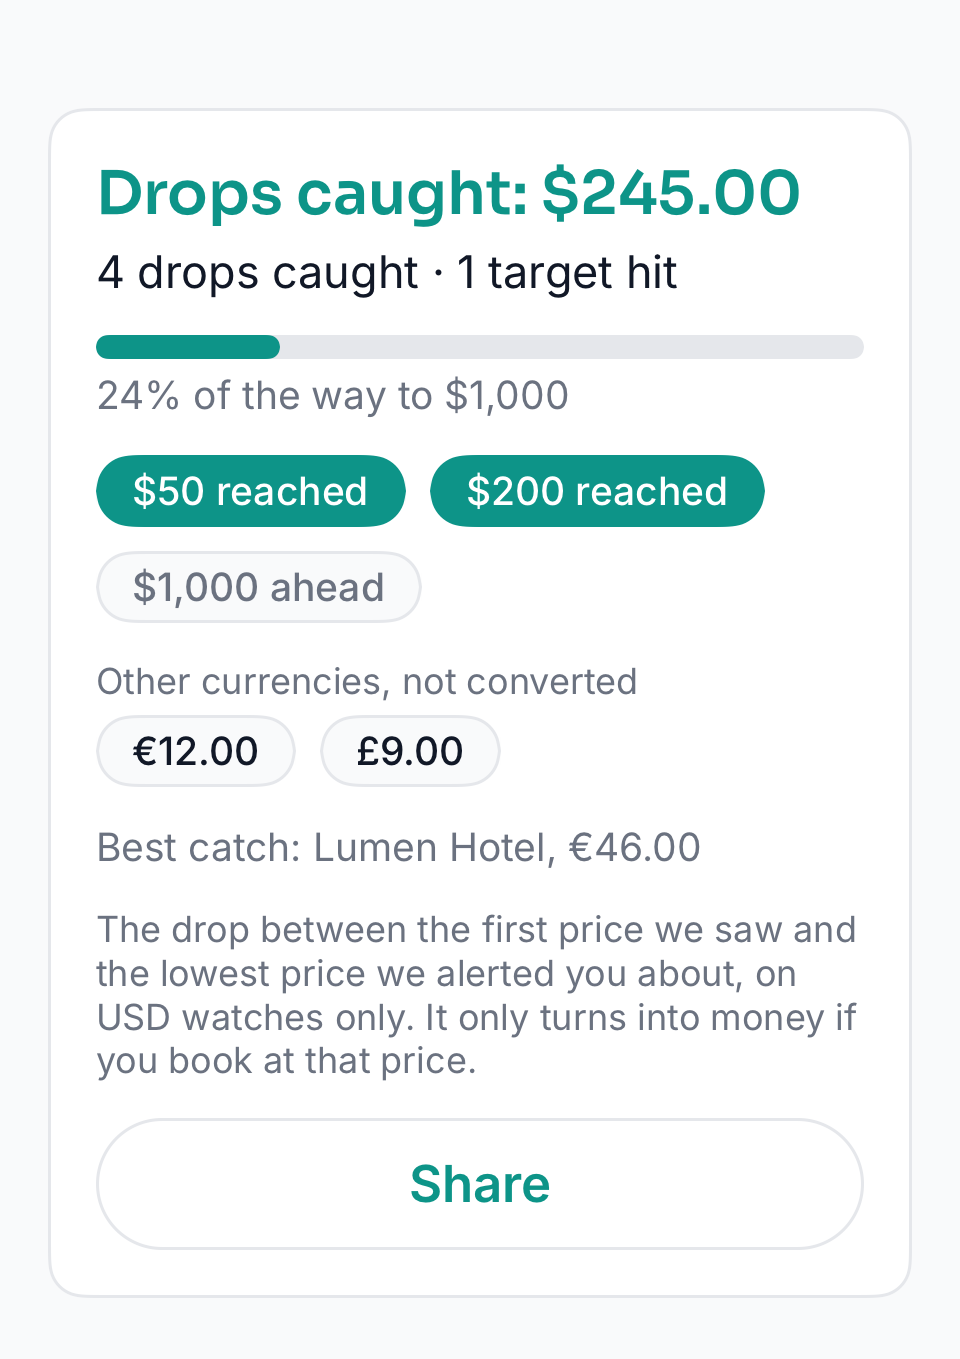 Drops caught: $245.00
4 drops caught · 1 target hit
24% of the way to $1,000
$50 reached
$200 reached
$1,000 ahead
Other currencies, not converted
€12.00
£9.00
Best catch: Lumen Hotel, €46.00
The drop between the first price we saw and
the lowest price we alerted you about, on
USD watches only. It only turns into money if
you book at that price.
Share